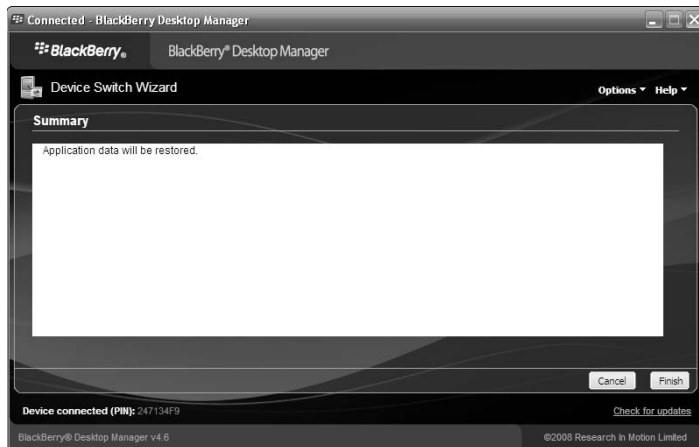 Connected - BlackBerry Desktop Manager
BlackBerry® BlackBerry® Desktop Manager
Device Switch Wizard Options Help
Summary
Application data will be restored.
Cancel Finish
Device connected (PIN): 247134F9 Check for updates
BlackBerry® Desktop Manager v4.6 ©2008 Research In Motion Limited